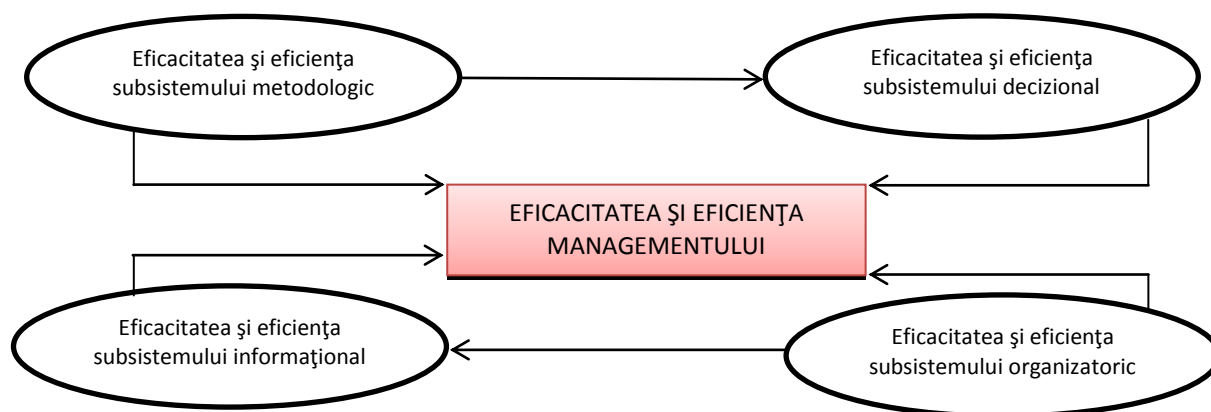 Eficacitatea şi eficienţa
subsistemului metodologic
Eficacitatea şi eficienţa
subsistemului decizional
EFICACITATEA ŞI EFICIENŢA
MANAGEMENTULUI
Eficacitatea şi eficienţa
subsistemului informaţional
Eficacitatea şi eficienţa
subsistemului organizatoric